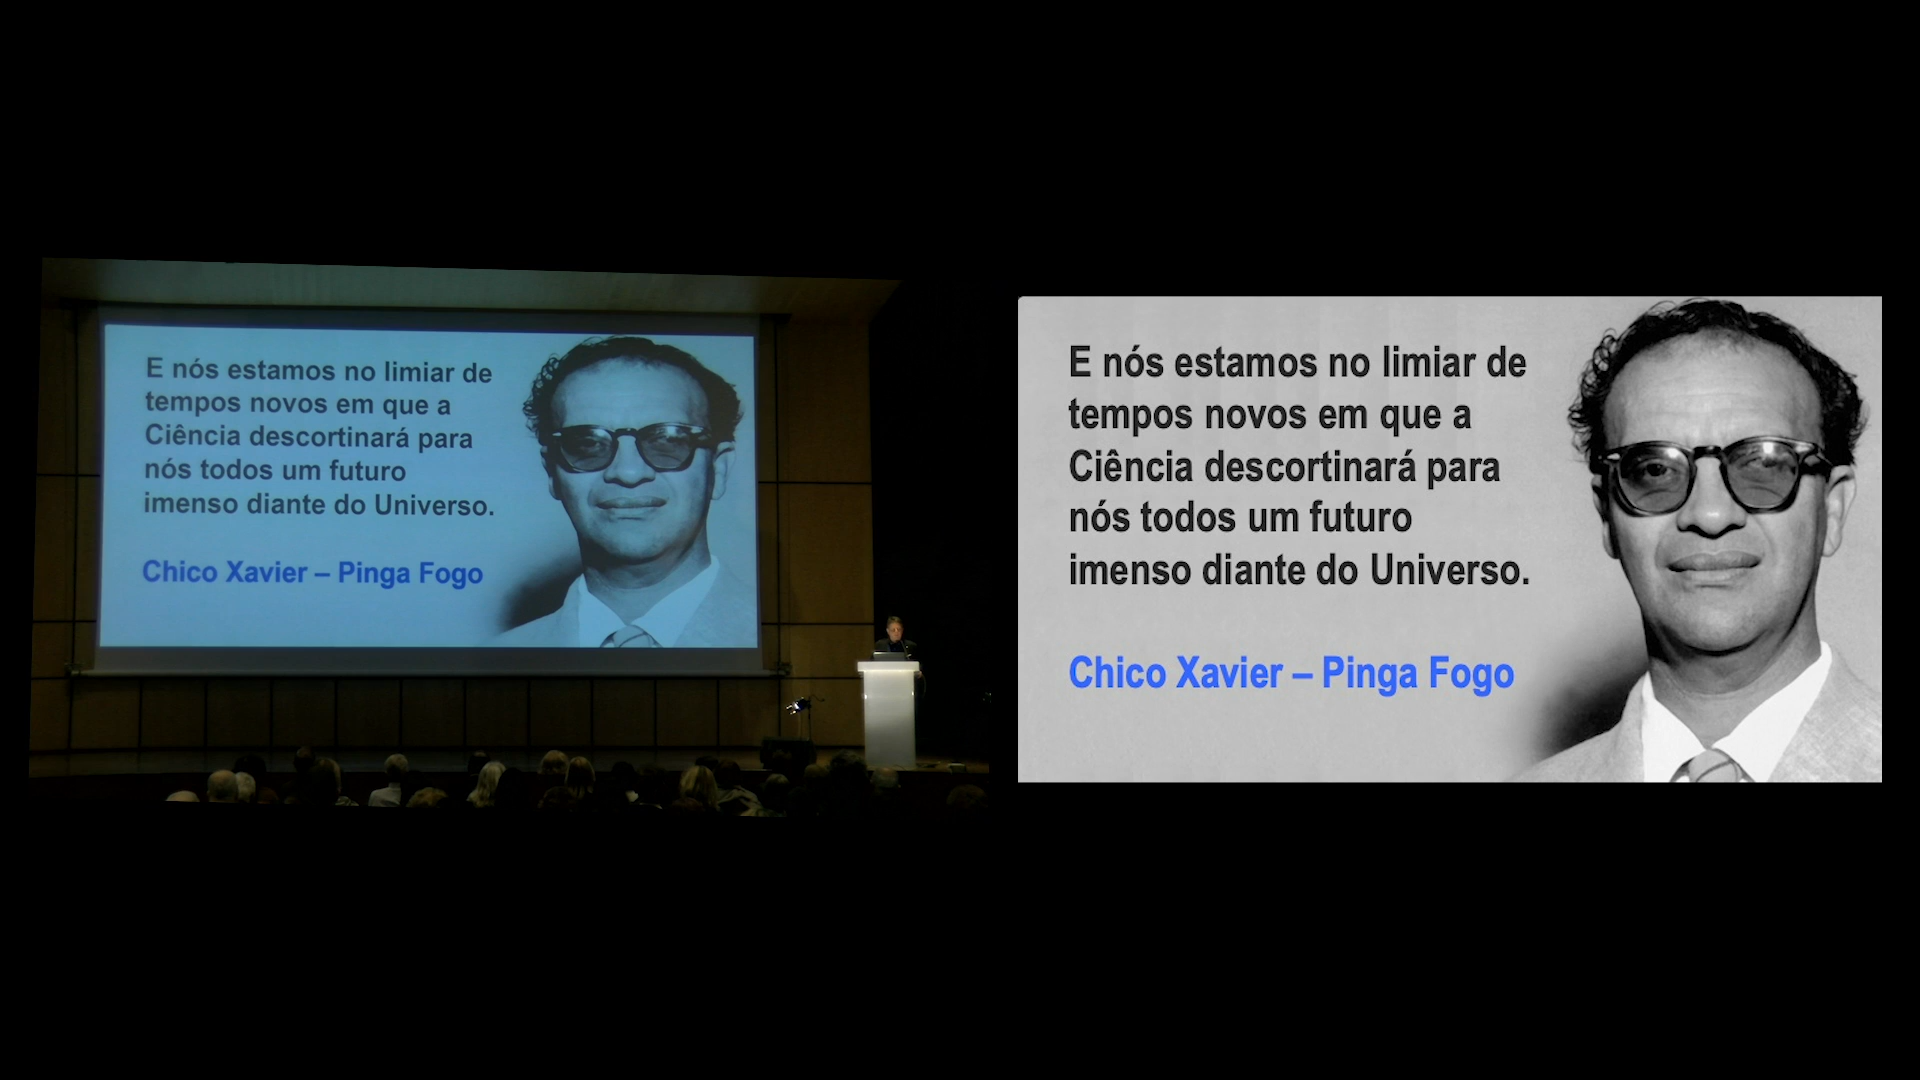 E nós estamos no limiar de
tempos novos em que a
Ciência descortinará para
nós todos um futuro
imenso diante do Universo.
Chico Xavier – Pinga Fogo
E nós estamos no limiar de
tempos novos em que a
Ciência descortinará para
nós todos um futuro
imenso diante do Universo.
Chico Xavier – Pinga Fogo